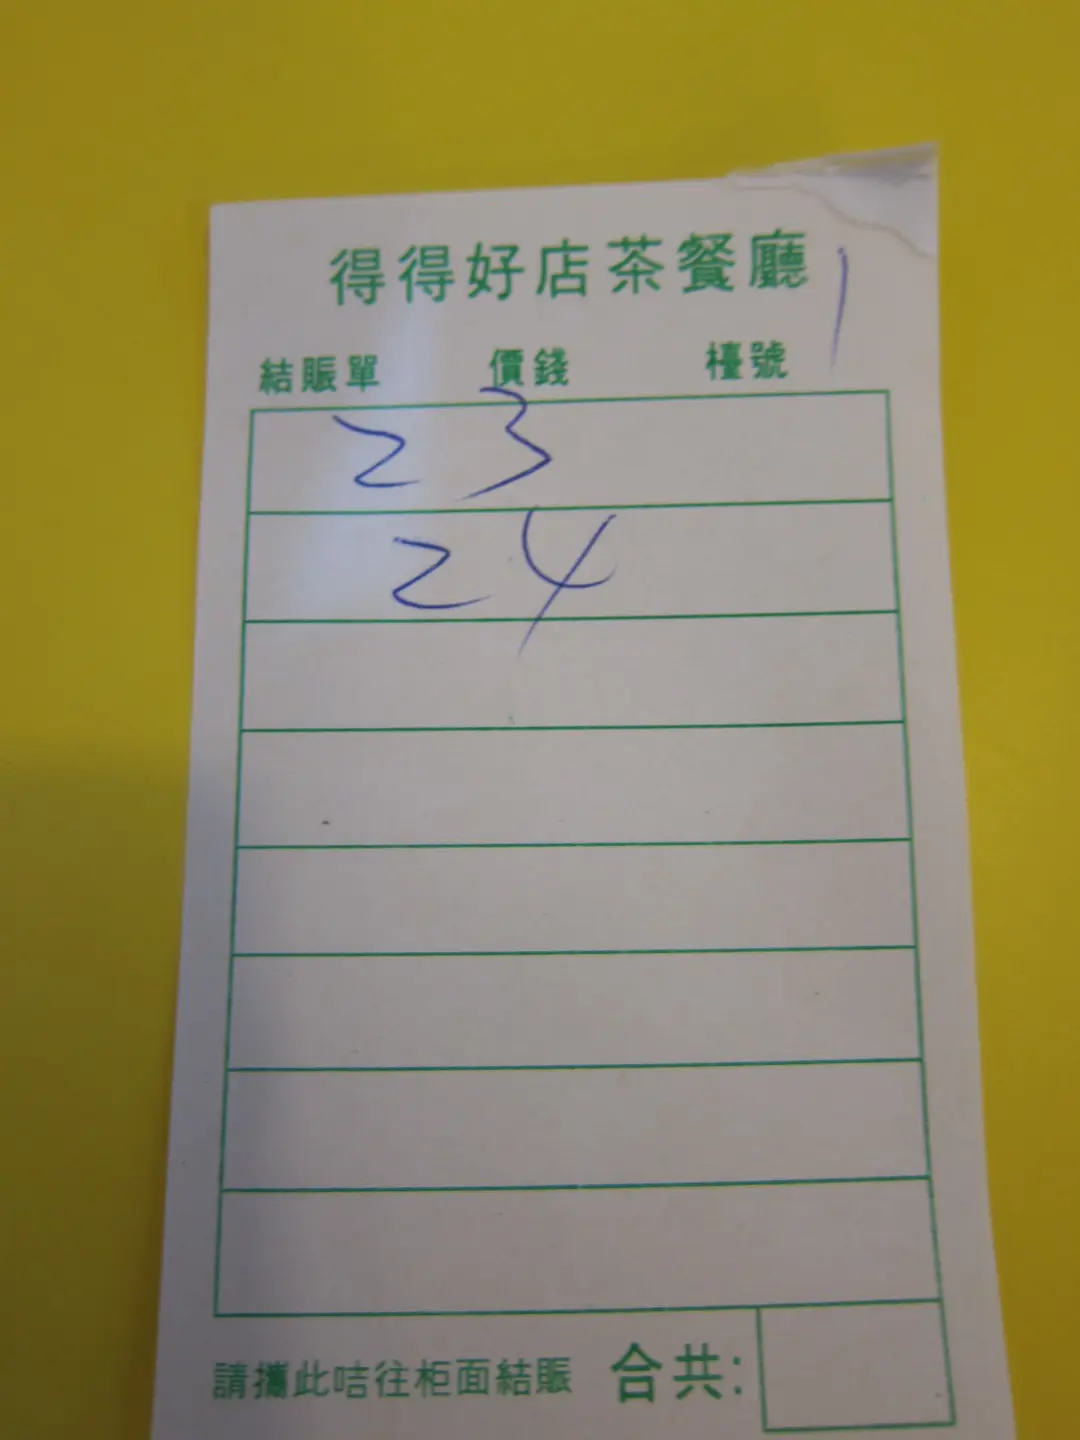 得得好店茶餐廳
結賬單 價錢 檯號 1
23
24
請攜此咭往柜面結賬 合共: